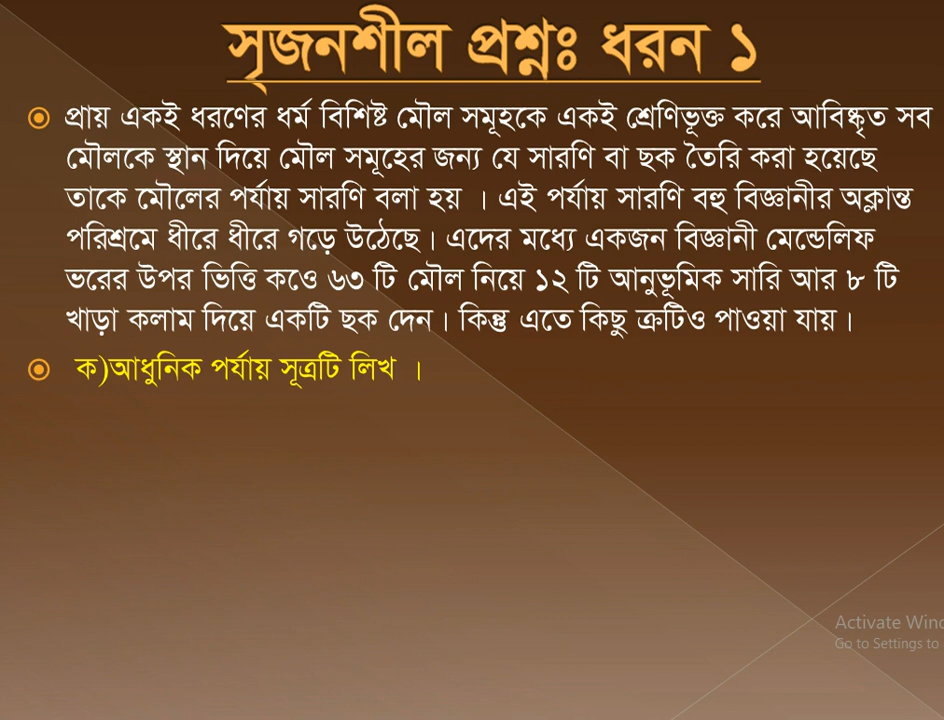 সৃজনশীল প্রশ্নঃ ধরন ১
প্রায় একই ধরণের ধর্ম বিশিষ্ট মৌল সমূহকে একই শ্রেণিভূক্ত করে আবিষ্কৃত সব
মৌলকে স্থান দিয়ে মৌল সমূহের জন্য যে সারণি বা ছক তৈরি করা হয়েছে
তাকে মৌলের পর্যায় সারণি বলা হয় । এই পর্যায় সারণি বহু বিজ্ঞানীর অক্লান্ত
পরিশ্রমে ধীরে ধীরে গড়ে উঠেছে। এদের মধ্যে একজন বিজ্ঞানী মেন্ডেলিফ
ভরের উপর ভিত্তি কওে ৬৩ টি মৌল নিয়ে ১২ টি আনুভূমিক সারি আর ৮ টি
খাড়া কলাম দিয়ে একটি ছক দেন। কিন্তু এতে কিছু ক্রটিও পাওয়া যায়।
ক)আধুনিক পর্যায় সূত্রটি লিখ ।
Activate Wind
Go to Settings to